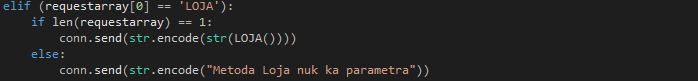 elif (requestarray[0] == 'LOJA'):
    if len(requestarray) == 1:
        conn.send(str.encode(str(LOJA())))
    else:
        conn.send(str.encode("Metoda Loja nuk ka parametra"))